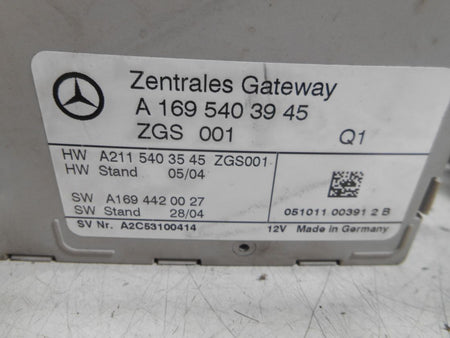 Zentrales Gateway
A 169 540 39 45
ZGS 001 Q1
HW A211 540 35 45 ZGS001
HW Stand 05/04
SW A169 442 00 27
SW Stand 28/04
051011 00391 2 B
SV Nr. A2C53100414 12V Made in Germany